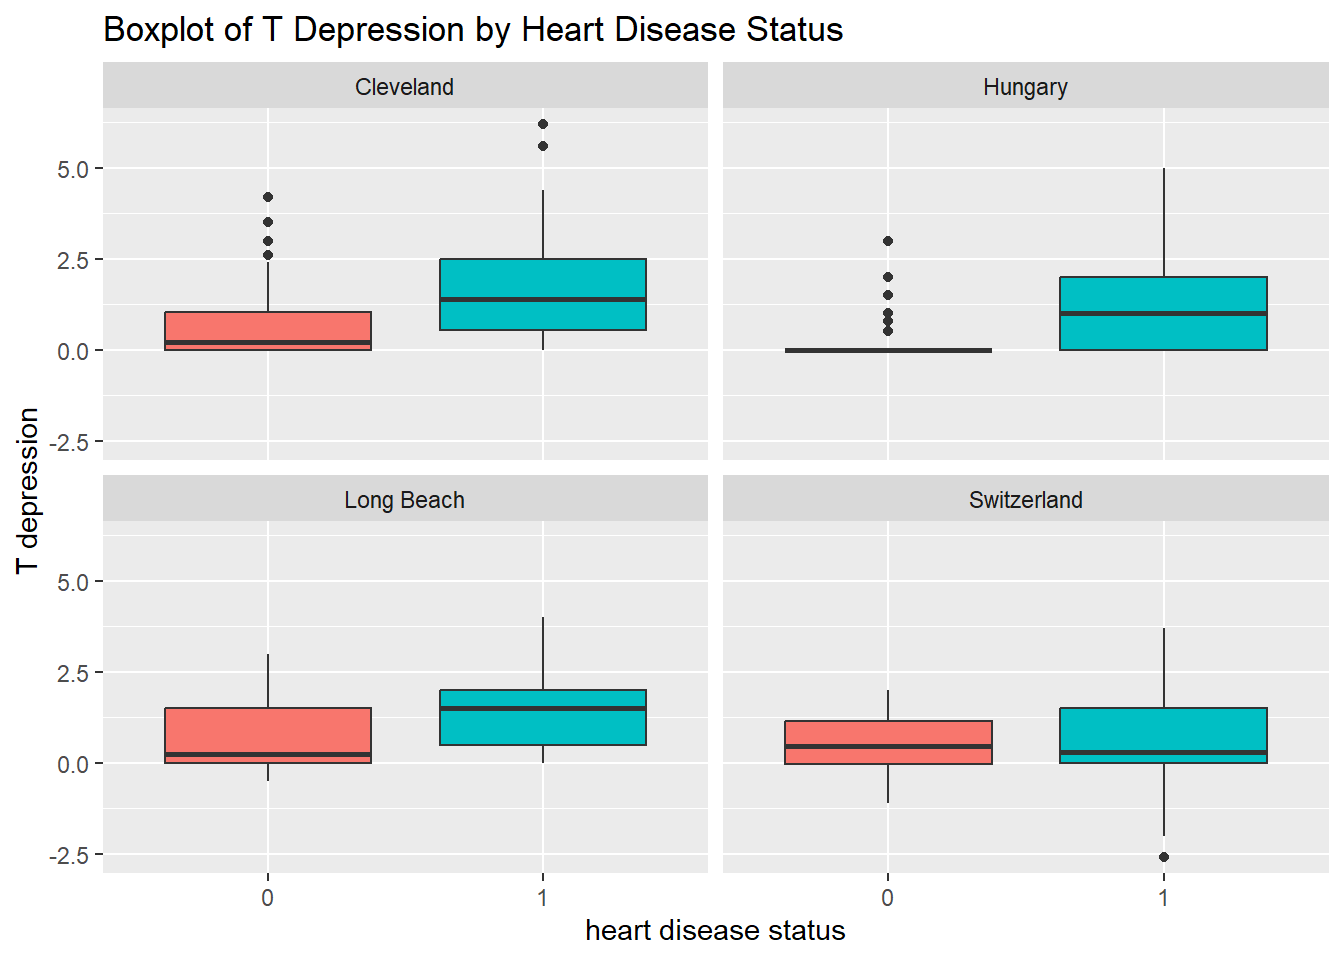 Boxplot of T Depression by Heart Disease Status
Cleveland
Hungary
5.0
2.5
0.0
-2.5
T depression
Long Beach
Switzerland
5.0
2.5
0.0
-2.5
0
1
0
1
heart disease status